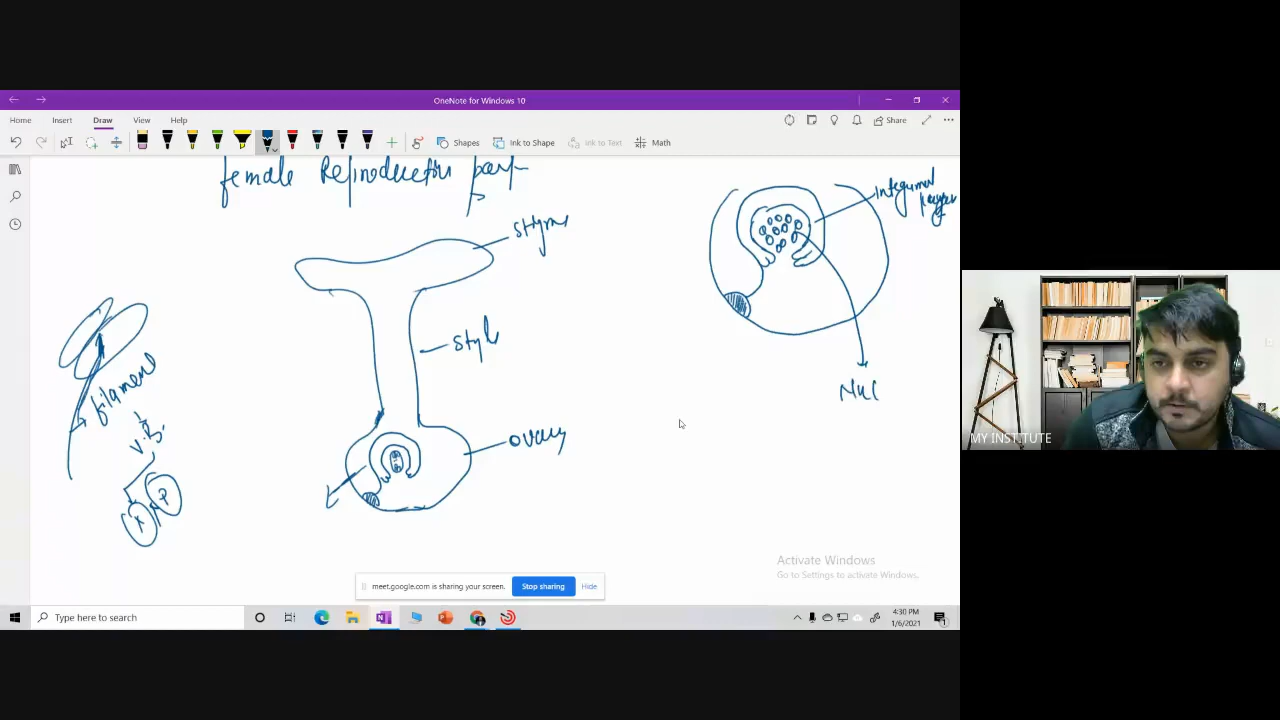 OneNote for Windows 10
Home Insert Draw View Help
Share
Shapes
Ink to Shape
Ink to Text
Math
female Reproductive part
Integument layer
stigma
style
filament
V.B.
X P
Nuc
ovary
MY INSTITUTE
Activate Windows
Go to Settings to activate Windows.
meet.google.com is sharing your screen. Stop sharing Hide
Type here to search
4:30 PM
1/6/2021